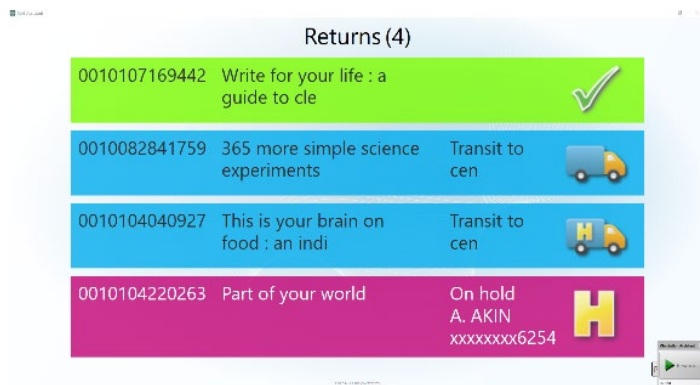 Returns (4)
0010107169442 Write for your life : a
guide to cle
0010082841759 365 more simple science Transit to
experiments cen
0010104040927 This is your brain on Transit to
food : an indi cen
H
0010104220263 Part of your world On hold
A. AKIN
xxxxxxxx6254
H